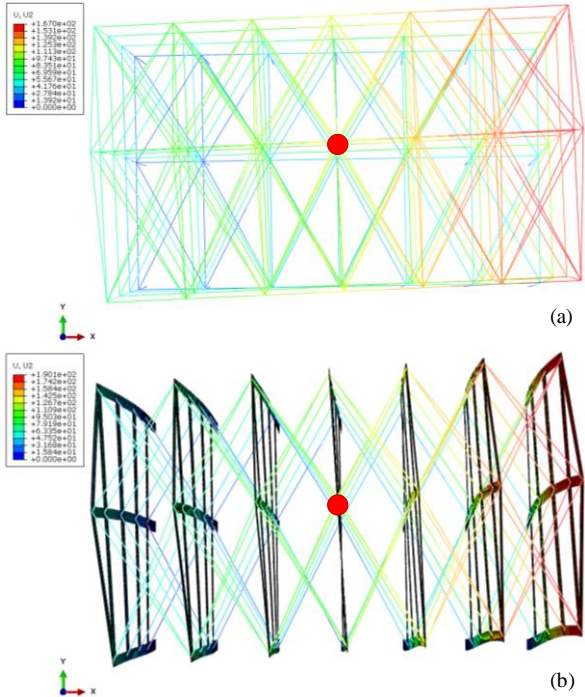 U, U2
+1.670e+02
+1.531e+02
+1.392e+02
+1.253e+02
+1.113e+02
+9.743e+01
+8.351e+01
+6.959e+01
+5.567e+01
+4.176e+01
+2.784e+01
+1.392e+01
+0.000e+00
Y
X
(a)
U, U2
+1.901e+02
+1.742e+02
+1.584e+02
+1.425e+02
+1.267e+02
+1.109e+02
+9.503e+01
+7.919e+01
+6.335e+01
+4.752e+01
+3.168e+01
+1.584e+01
+0.000e+00
Y
X
(b)